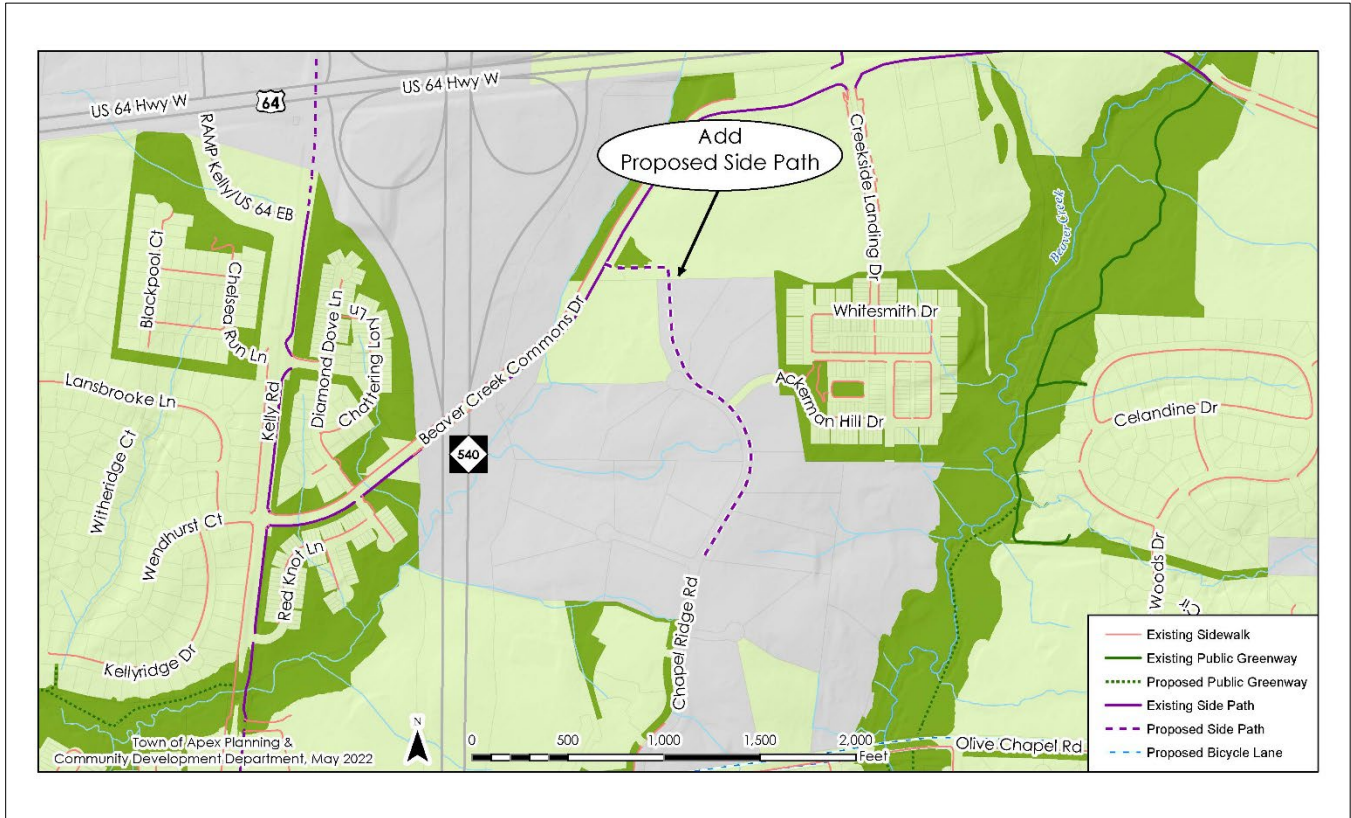 US 64 Hwy W
US 64 Hwy W
64
RAMP Kelly/US 64 EB
Add
Proposed Side Path
Creekside Landing Dr
Beaver Creek
Blackpool Ct
Chelsea Run Ln
Diamond Dove Ln
Chattering Lory Ln
Whitesmith Dr
Lansbrooke Ln
Kelly Rd
Beaver Creek Commons Dr
Ackerman Hill Dr
Celandine Dr
540
Witheridge Ct
Wendhurst Ct
Red Knot Ln
Woods Dr
Cir
Kellyridge Dr
Chapel Ridge Rd
Olive Chapel Rd
Town of Apex Planning &
Community Development Department, May 2022
N
0 500 1,000 1,500 2,000
Feet
Existing Sidewalk
Existing Public Greenway
Proposed Public Greenway
Existing Side Path
Proposed Side Path
Proposed Bicycle Lane